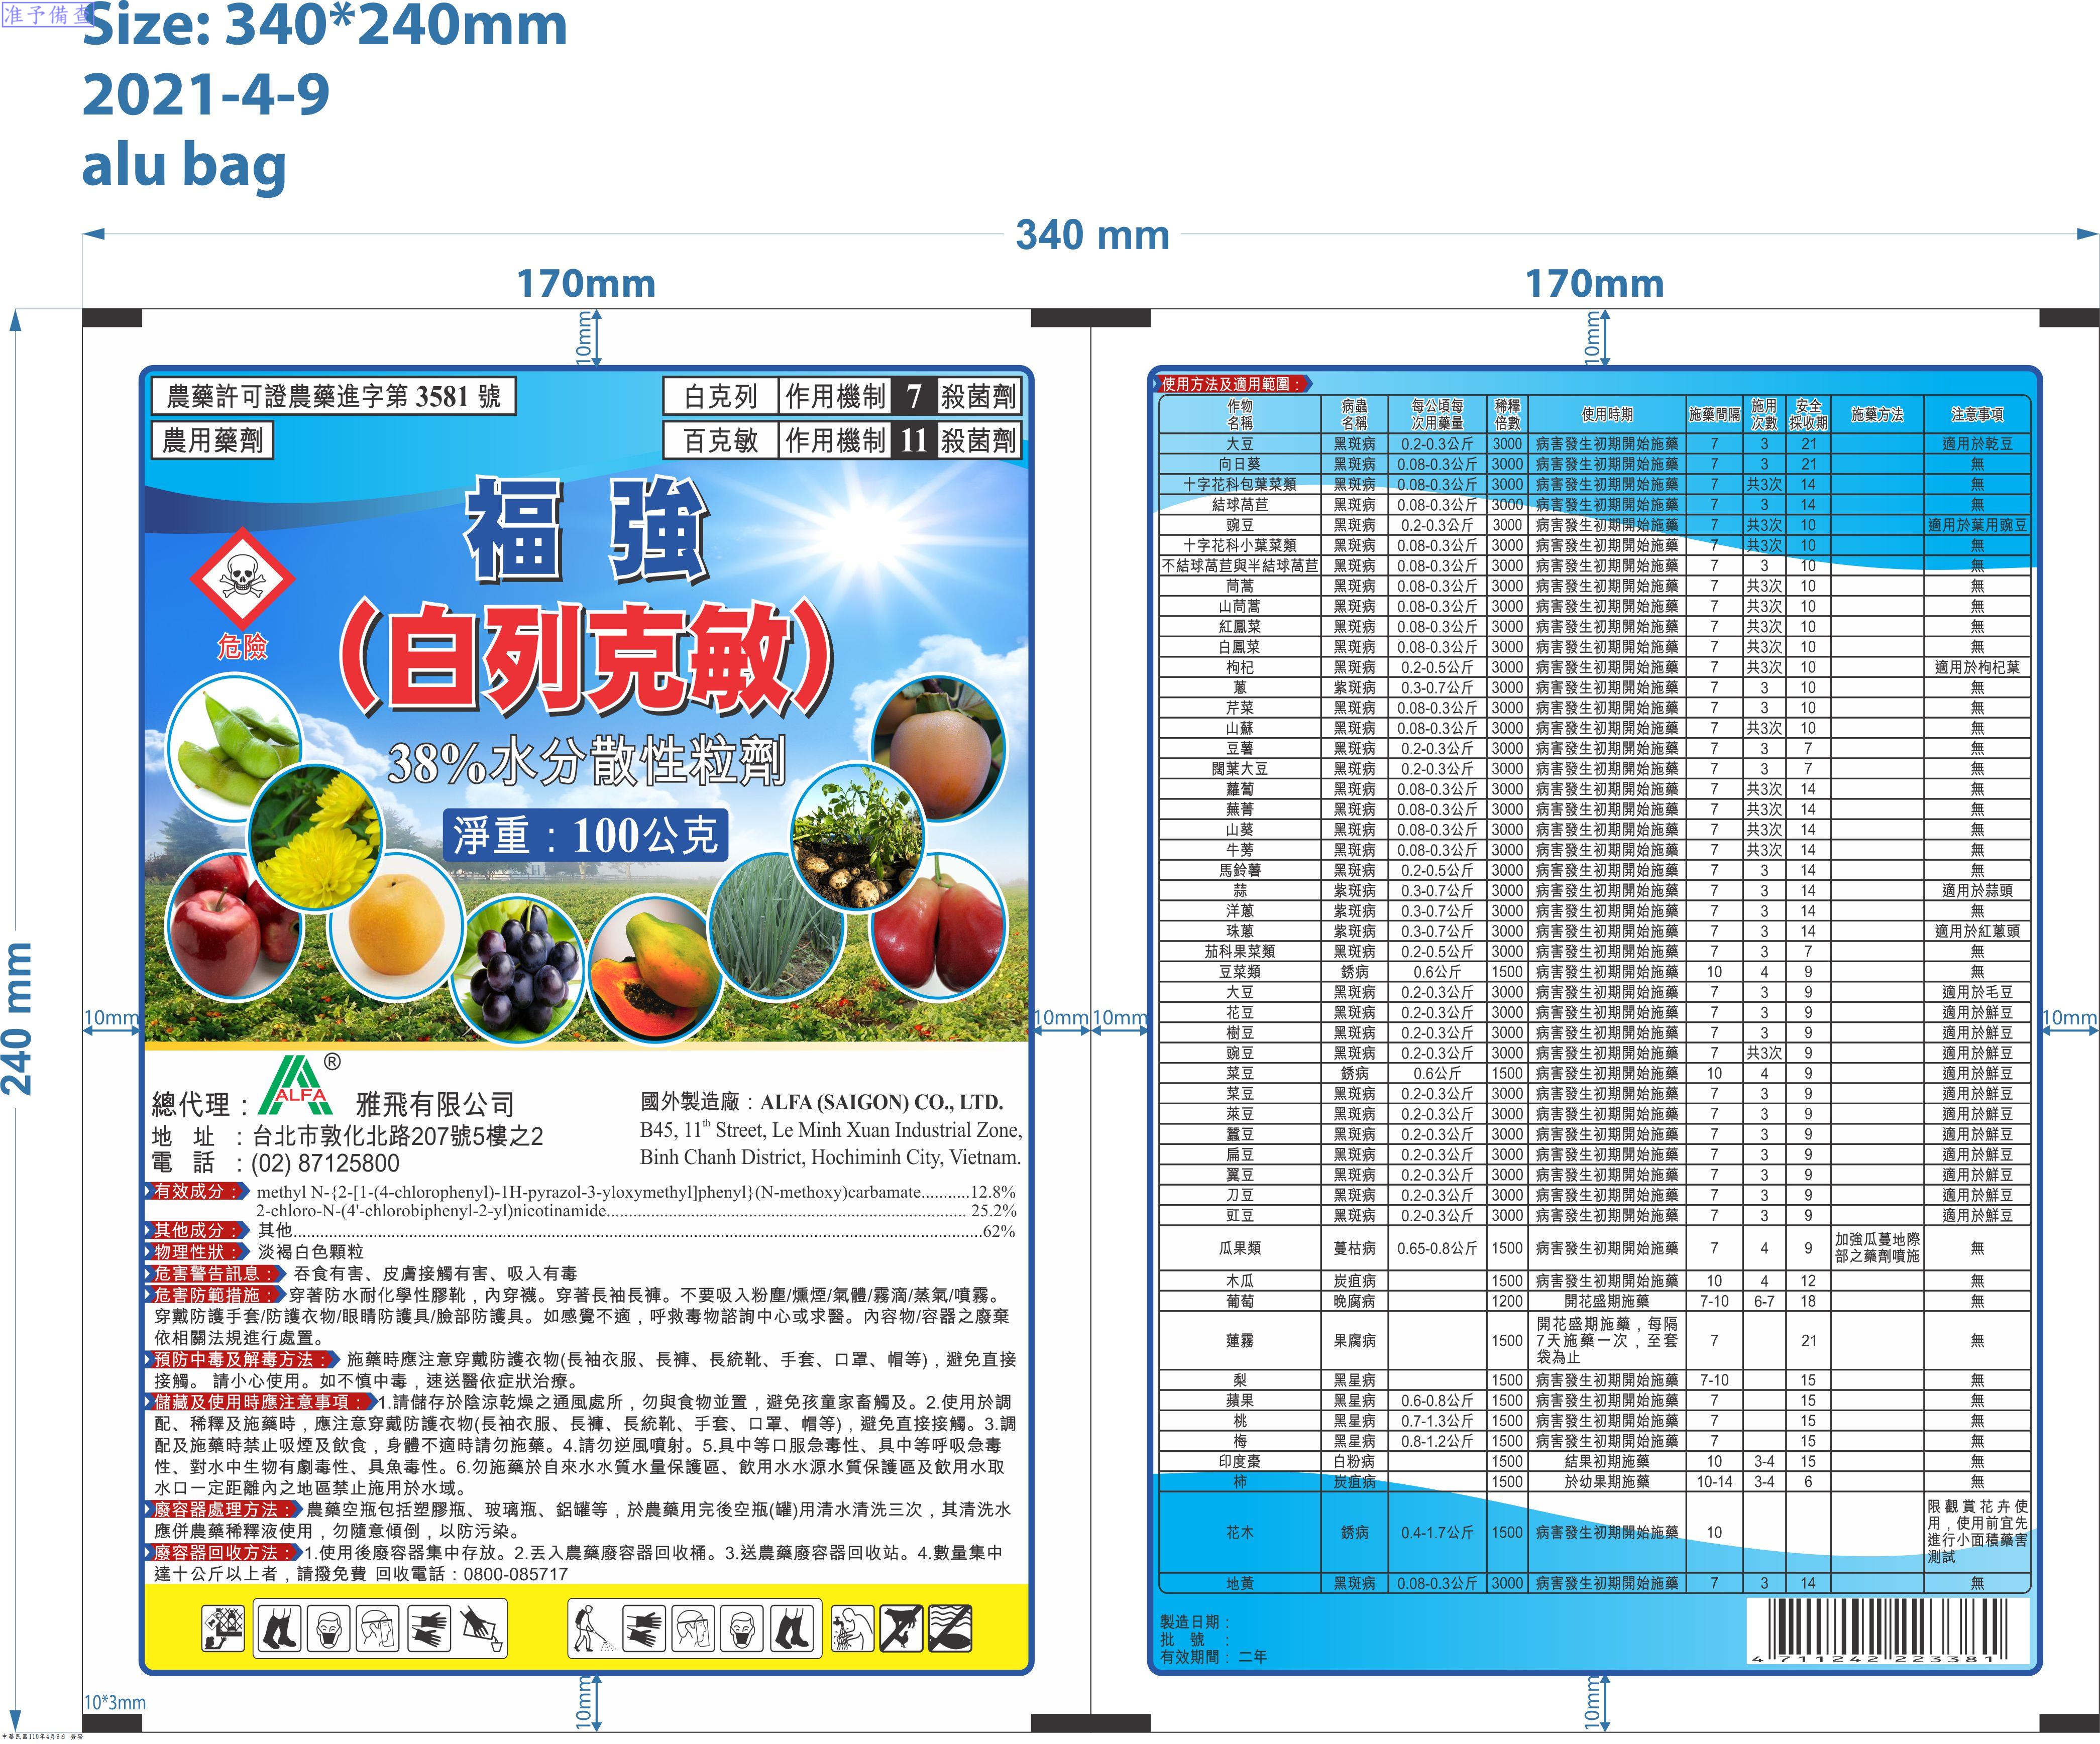 准予備查
Size: 340*240mm
2021-4-9
alu bag
340 mm
170mm
170mm
10mm
10mm
240 mm
農藥許可證農藥進字第 3581 號
農用藥劑
白克列 作用機制 7 殺菌劑
百克敏 作用機制 11 殺菌劑
福強
(白列克敏)
危險
38%水分散性粒劑
淨重：100公克
10mm
10mm
10mm
10mm
總代理：ALFA ® 雅飛有限公司
地 址 ：台北市敦化北路207號5樓之2
電 話 ：(02) 87125800
國外製造廠：ALFA (SAIGON) CO., LTD.
B45, 11th Street, Le Minh Xuan Industrial Zone,
Binh Chanh District, Hochiminh City, Vietnam.
有效成分： methyl N-{2-[1-(4-chlorophenyl)-1H-pyrazol-3-yloxymethyl]phenyl}(N-methoxy)carbamate...........12.8%
2-chloro-N-(4'-chlorobiphenyl-2-yl)nicotinamide.................................................................................. 25.2%
其他成分： 其他..............................................................................................................................................................62%
物理性狀： 淡褐白色顆粒
危害警告訊息： 吞食有害、皮膚接觸有害、吸入有毒
危害防範措施：穿著防水耐化學性膠靴，內穿襪。穿著長袖長褲。不要吸入粉塵/燻煙/氣體/霧滴/蒸氣/噴霧。
穿戴防護手套/防護衣物/眼睛防護具/臉部防護具。如感覺不適，呼救毒物諮詢中心或求醫。內容物/容器之廢棄
依相關法規進行處置。
預防中毒及解毒方法： 施藥時應注意穿戴防護衣物(長袖衣服、長褲、長統靴、手套、口罩、帽等)，避免直接
接觸。 請小心使用。如不慎中毒，速送醫依症狀治療。
儲藏及使用時應注意事項：1.請儲存於陰涼乾燥之通風處所，勿與食物並置，避免孩童家畜觸及。2.使用於調
配、稀釋及施藥時，應注意穿戴防護衣物(長袖衣服、長褲、長統靴、手套、口罩、帽等)，避免直接接觸。3.調
配及施藥時禁止吸煙及飲食，身體不適時請勿施藥。4.請勿逆風噴射。5.具中等口服急毒性、具中等呼吸急毒
性、對水中生物有劇毒性、具魚毒性。6.勿施藥於自來水水質水量保護區、飲用水水源水質保護區及飲用水取
水口一定距離內之地區禁止施用於水域。
廢容器處理方法：農藥空瓶包括塑膠瓶、玻璃瓶、鋁罐等，於農藥用完後空瓶(罐)用清水清洗三次，其清洗水
應併農藥稀釋液使用，勿隨意傾倒，以防污染。
廢容器回收方法：1.使用後廢容器集中存放。2.丟入農藥廢容器回收桶。3.送農藥廢容器回收站。4.數量集中
達十公斤以上者，請撥免費 回收電話：0800-085717
使用方法及適用範圍：
作物名稱 病蟲名稱 每公頃每次用藥量 稀釋倍數 使用時期 施藥間隔 施用次數 安全採收期 施藥方法 注意事項
大豆 黑斑病 0.2-0.3公斤 3000 病害發生初期開始施藥 7 3 21 適用於乾豆
向日葵 黑斑病 0.08-0.3公斤 3000 病害發生初期開始施藥 7 3 21 無
十字花科包葉菜類 黑斑病 0.08-0.3公斤 3000 病害發生初期開始施藥 7 共3次 14 無
結球萵苣 黑斑病 0.08-0.3公斤 3000 病害發生初期開始施藥 7 3 14 無
豌豆 黑斑病 0.2-0.3公斤 3000 病害發生初期開始施藥 7 共3次 10 適用於葉用豌豆
十字花科小葉菜類 黑斑病 0.08-0.3公斤 3000 病害發生初期開始施藥 7 共3次 10 無
不結球萵苣與半結球萵苣 黑斑病 0.08-0.3公斤 3000 病害發生初期開始施藥 7 3 10 無
茼蒿 黑斑病 0.08-0.3公斤 3000 病害發生初期開始施藥 7 共3次 10 無
山茼蒿 黑斑病 0.08-0.3公斤 3000 病害發生初期開始施藥 7 共3次 10 無
紅鳳菜 黑斑病 0.08-0.3公斤 3000 病害發生初期開始施藥 7 共3次 10 無
白鳳菜 黑斑病 0.08-0.3公斤 3000 病害發生初期開始施藥 7 共3次 10 無
枸杞 黑斑病 0.2-0.5公斤 3000 病害發生初期開始施藥 7 共3次 10 適用於枸杞葉
蔥 紫斑病 0.3-0.7公斤 3000 病害發生初期開始施藥 7 3 10 無
芹菜 黑斑病 0.08-0.3公斤 3000 病害發生初期開始施藥 7 3 10 無
山蘇 黑斑病 0.08-0.3公斤 3000 病害發生初期開始施藥 7 共3次 10 無
豆薯 黑斑病 0.2-0.3公斤 3000 病害發生初期開始施藥 7 3 7 無
闊葉大豆 黑斑病 0.2-0.3公斤 3000 病害發生初期開始施藥 7 3 7 無
蘿蔔 黑斑病 0.08-0.3公斤 3000 病害發生初期開始施藥 7 共3次 14 無
蕪菁 黑斑病 0.08-0.3公斤 3000 病害發生初期開始施藥 7 共3次 14 無
山葵 黑斑病 0.08-0.3公斤 3000 病害發生初期開始施藥 7 共3次 14 無
牛蒡 黑斑病 0.08-0.3公斤 3000 病害發生初期開始施藥 7 共3次 14 無
馬鈴薯 黑斑病 0.2-0.5公斤 3000 病害發生初期開始施藥 7 3 14 無
蒜 紫斑病 0.3-0.7公斤 3000 病害發生初期開始施藥 7 3 14 適用於蒜頭
洋蔥 紫斑病 0.3-0.7公斤 3000 病害發生初期開始施藥 7 3 14 無
珠蔥 紫斑病 0.3-0.7公斤 3000 病害發生初期開始施藥 7 3 14 適用於紅蔥頭
茄科果菜類 黑斑病 0.2-0.5公斤 3000 病害發生初期開始施藥 7 3 7 無
豆菜類 銹病 0.6公斤 1500 病害發生初期開始施藥 10 4 9 無
大豆 黑斑病 0.2-0.3公斤 3000 病害發生初期開始施藥 7 3 9 適用於毛豆
花豆 黑斑病 0.2-0.3公斤 3000 病害發生初期開始施藥 7 3 9 適用於鮮豆
樹豆 黑斑病 0.2-0.3公斤 3000 病害發生初期開始施藥 7 3 9 適用於鮮豆
豌豆 黑斑病 0.2-0.3公斤 3000 病害發生初期開始施藥 7 共3次 9 適用於鮮豆
菜豆 銹病 0.6公斤 1500 病害發生初期開始施藥 10 4 9 適用於鮮豆
菜豆 黑斑病 0.2-0.3公斤 3000 病害發生初期開始施藥 7 3 9 適用於鮮豆
萊豆 黑斑病 0.2-0.3公斤 3000 病害發生初期開始施藥 7 3 9 適用於鮮豆
蠶豆 黑斑病 0.2-0.3公斤 3000 病害發生初期開始施藥 7 3 9 適用於鮮豆
扁豆 黑斑病 0.2-0.3公斤 3000 病害發生初期開始施藥 7 3 9 適用於鮮豆
翼豆 黑斑病 0.2-0.3公斤 3000 病害發生初期開始施藥 7 3 9 適用於鮮豆
刀豆 黑斑病 0.2-0.3公斤 3000 病害發生初期開始施藥 7 3 9 適用於鮮豆
豇豆 黑斑病 0.2-0.3公斤 3000 病害發生初期開始施藥 7 3 9 適用於鮮豆
瓜果類 蔓枯病 0.65-0.8公斤 1500 病害發生初期開始施藥 7 4 9 加強瓜蔓地際部之藥劑噴施 無
木瓜 炭疽病 1500 病害發生初期開始施藥 10 4 12 無
葡萄 晚腐病 1200 開花盛期施藥 7-10 6-7 18 無
蓮霧 果腐病 1500 開花盛期施藥，每隔7天施藥一次，至套袋為止 7 21 無
梨 黑星病 1500 病害發生初期開始施藥 7-10 15 無
蘋果 黑星病 0.6-0.8公斤 1500 病害發生初期開始施藥 7 15 無
桃 黑星病 0.7-1.3公斤 1500 病害發生初期開始施藥 7 15 無
梅 黑星病 0.8-1.2公斤 1500 病害發生初期開始施藥 7 15 無
印度棗 白粉病 1500 結果初期施藥 10 3-4 15 無
柿 炭疽病 1500 於幼果期施藥 10-14 3-4 6 無
花木 銹病 0.4-1.7公斤 1500 病害發生初期開始施藥 10 限觀賞花卉使用，使用前宜先進行小面積藥害測試
地黃 黑斑病 0.08-0.3公斤 3000 病害發生初期開始施藥 7 3 14 無
製造日期：
批 號 ：
有效期間：二年
4 711242 223381
10*3mm
10mm
10mm
中華民國110年4月9日 簽發